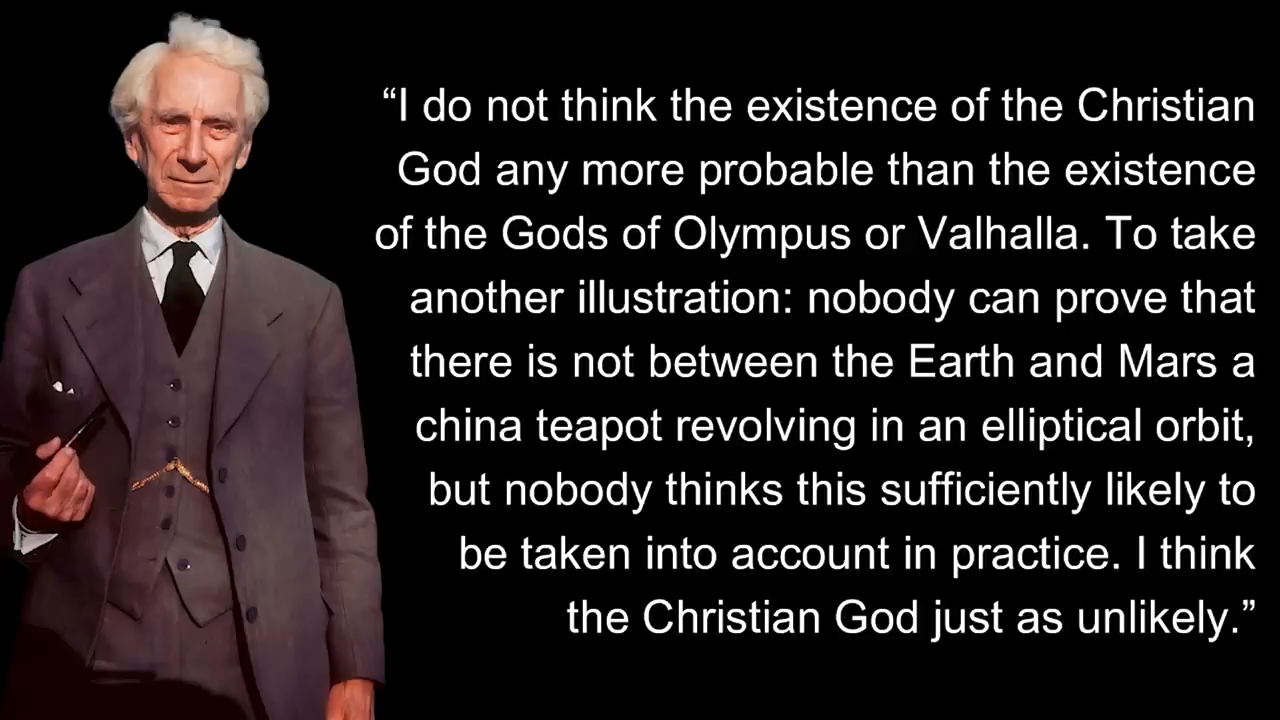 “I do not think the existence of the Christian
God any more probable than the existence
of the Gods of Olympus or Valhalla. To take
another illustration: nobody can prove that
there is not between the Earth and Mars a
china teapot revolving in an elliptical orbit,
but nobody thinks this sufficiently likely to
be taken into account in practice. I think
the Christian God just as unlikely.”